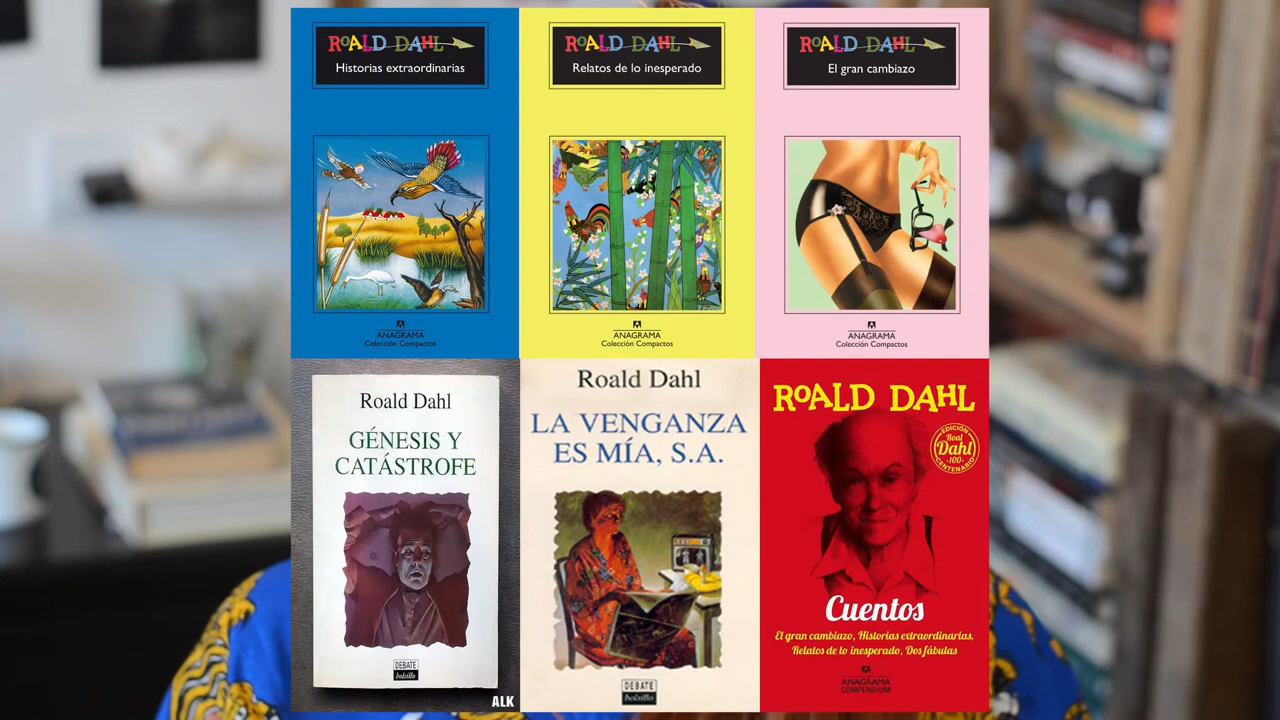 ROALD DAHL
Historias extraordinarias
ANAGRAMA
Colección Compactos
ROALD DAHL
Relatos de lo inesperado
ANAGRAMA
Colección Compactos
ROALD DAHL
El gran cambiazo
ANAGRAMA
Colección Compactos
Roald Dahl
GÉNESIS Y
CATÁSTROFE
DEBATE
bolsillo
ALK
Roald Dahl
LA VENGANZA
ES MÍA, S.A.
DEBATE
bolsillo
ROALD DAHL
EDICIÓN
Roal
Dahl
100
CENTENARIO
Cuentos
El gran cambiazo, Historias extraordinarias,
Relatos de lo inesperado, Dos fábulas
ANAGRAMA
COMPENDIUM